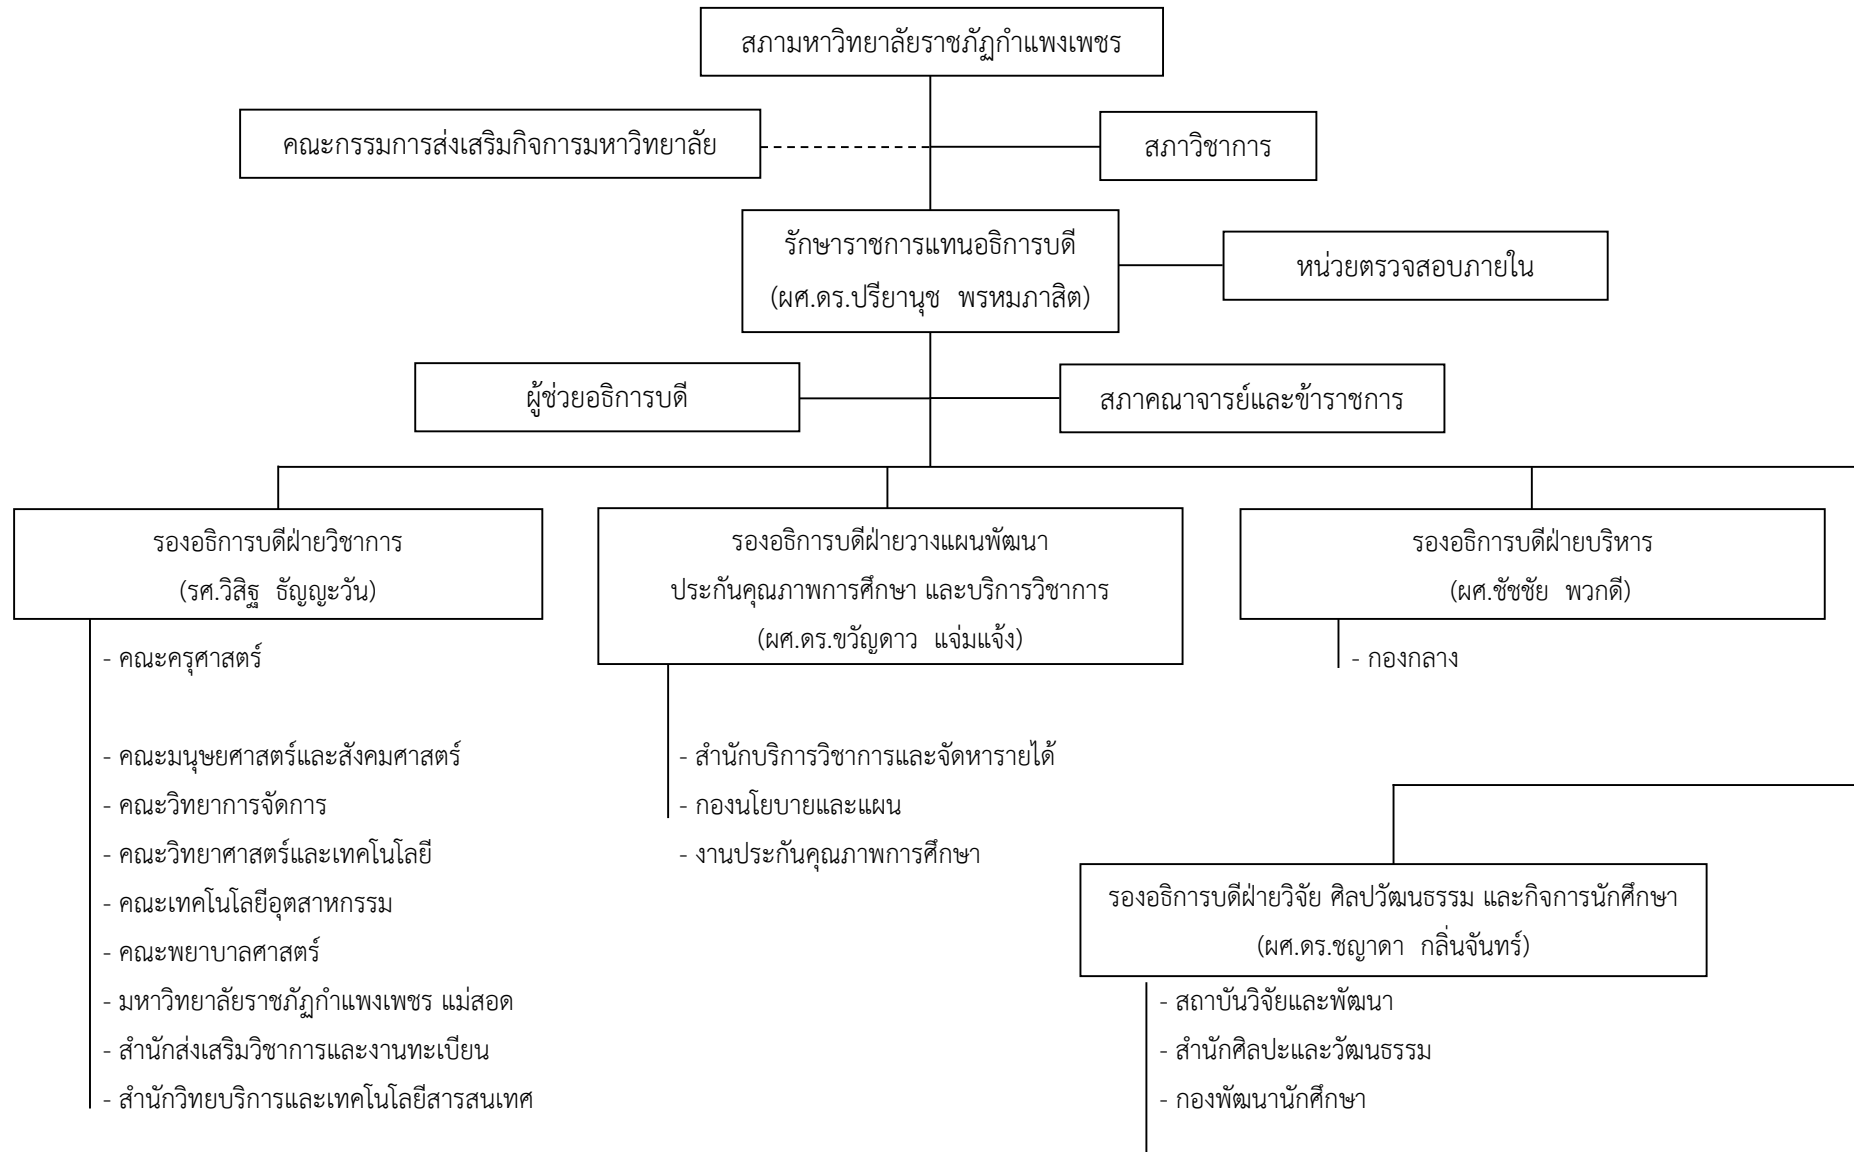 สภามหาวิทยาลัยราชภัฏกำแพงเพชร
คณะกรรมการส่งเสริมกิจการมหาวิทยาลัย
สภาวิชาการ
รักษาราชการแทนอธิการบดี
(ผศ.ดร.ปรียานุช พรหมภาสิต)
หน่วยตรวจสอบภายใน
ผู้ช่วยอธิการบดี
สภาคณาจารย์และข้าราชการ
รองอธิการบดีฝ่ายวิชาการ
(รศ.วิสิฐ ธัญญะวัน)
- คณะครุศาสตร์
- คณะมนุษยศาสตร์และสังคมศาสตร์
- คณะวิทยาการจัดการ
- คณะวิทยาศาสตร์และเทคโนโลยี
- คณะเทคโนโลยีอุตสาหกรรม
- คณะพยาบาลศาสตร์
- มหาวิทยาลัยราชภัฏกำแพงเพชร แม่สอด
- สำนักส่งเสริมวิชาการและงานทะเบียน
- สำนักวิทยบริการและเทคโนโลยีสารสนเทศ
รองอธิการบดีฝ่ายวางแผนพัฒนา
ประกันคุณภาพการศึกษา และบริการวิชาการ
(ผศ.ดร.ขวัญดาว แจ่มแจ้ง)
- สำนักบริการวิชาการและจัดหารายได้
- กองนโยบายและแผน
- งานประกันคุณภาพการศึกษา
รองอธิการบดีฝ่ายบริหาร
(ผศ.ชัชชัย พวกดี)
- กองกลาง
รองอธิการบดีฝ่ายวิจัย ศิลปวัฒนธรรม และกิจการนักศึกษา
(ผศ.ดร.ชญาดา กลิ่นจันทร์)
- สถาบันวิจัยและพัฒนา
- สำนักศิลปะและวัฒนธรรม
- กองพัฒนานักศึกษา